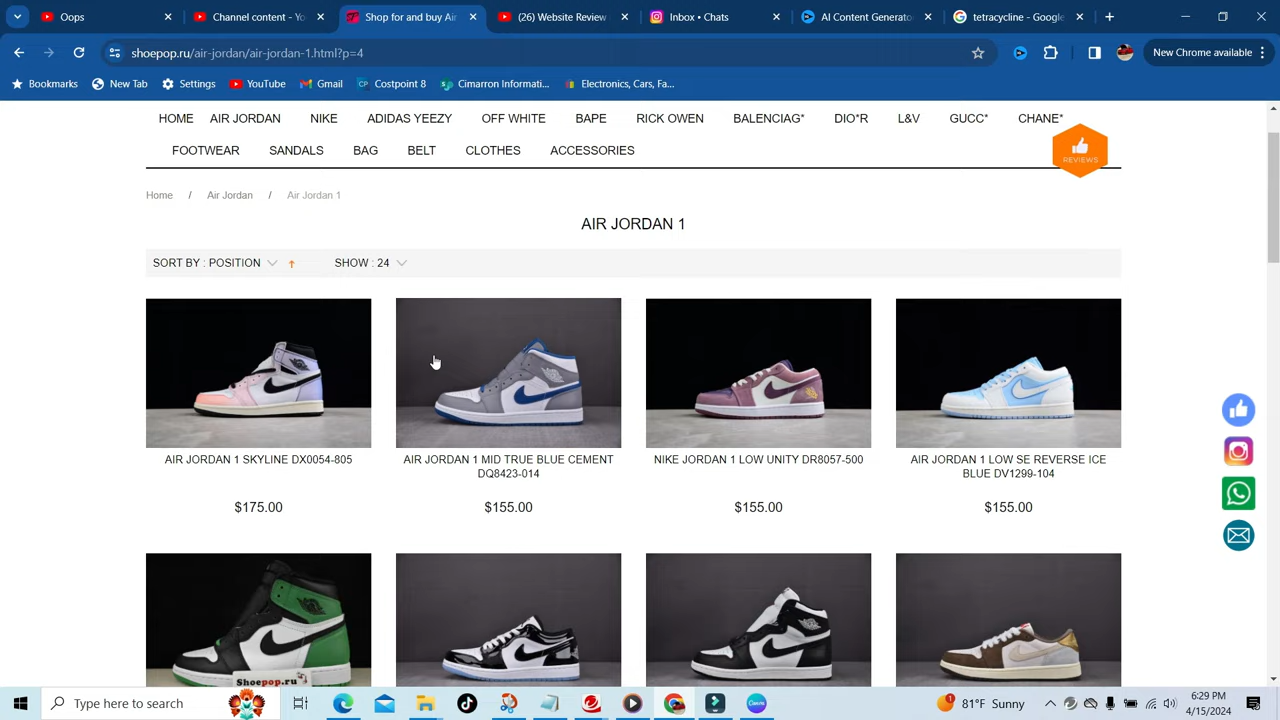 Oops
Air Jordan content - Yo
Shop for and buy Air
(26) Website Review
Inbox • Chats
AI Content Generato
tetracycline - Google
shoepop.ru/air-jordan/air-jordan-1.html?p=4
New Chrome available
Bookmarks
New Tab
Settings
YouTube
Gmail
Costpoint 8
Cimarron Informati...
Electronics, Cars, Fa...
HOME AIR JORDAN NIKE ADIDAS YEEZY OFF WHITE BAPE RICK OWEN BALENCIAG* DIO*R L&V GUCC* CHANE*
FOOTWEAR SANDALS BAG BELT CLOTHES ACCESSORIES
REVIEWS
Home / Air Jordan / Air Jordan 1
AIR JORDAN 1
SORT BY : POSITION
SHOW : 24
AIR JORDAN 1 SKYLINE DX0054-805
$175.00
AIR JORDAN 1 MID TRUE BLUE CEMENT
DQ8423-014
$155.00
NIKE JORDAN 1 LOW UNITY DR8057-500
$155.00
AIR JORDAN 1 LOW SE REVERSE ICE
BLUE DV1299-104
$155.00
Shoepop.ru
Type here to search
81°F Sunny
6:29 PM
4/15/2024